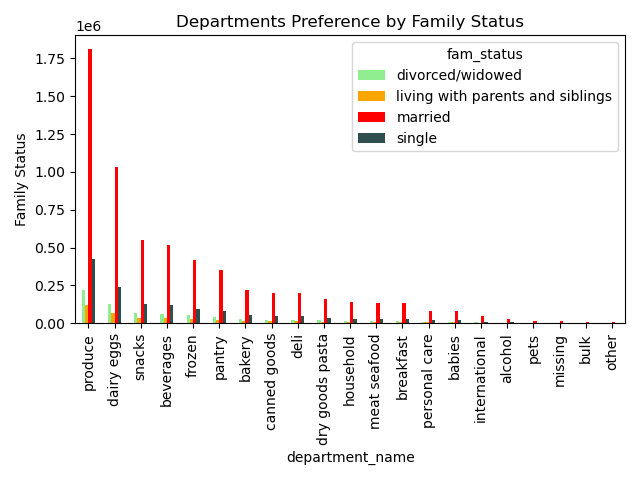 Departments Preference by Family Status
1e6
fam_status
divorced/widowed
living with parents and siblings
married
single
Family Status
1.75
1.50
1.25
1.00
0.75
0.50
0.25
0.00
produce
dairy eggs
snacks
beverages
frozen
pantry
bakery
canned goods
deli
dry goods pasta
household
meat seafood
breakfast
personal care
babies
international
alcohol
pets
missing
bulk
other
department_name